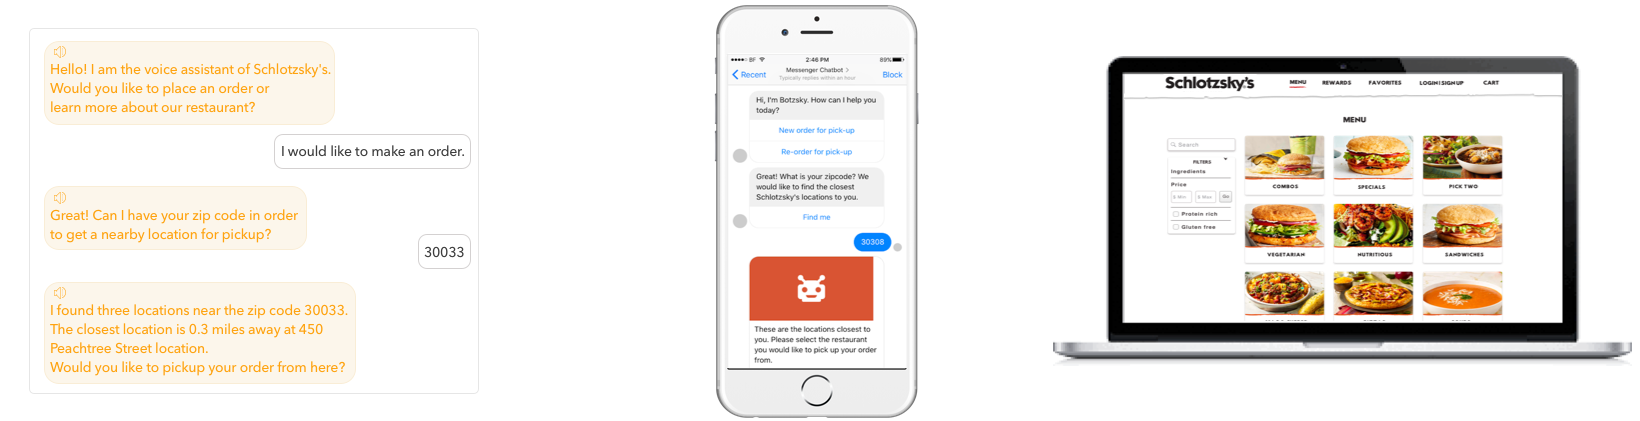 Hello! I am the voice assistant of Schlotzsky's.
Would you like to place an order or
learn more about our restaurant?
I would like to make an order.
Great! Can I have your zip code in order
to get a nearby location for pickup?
30033
I found three locations near the zip code 30033.
The closest location is 0.3 miles away at 450
Peachtree Street location.
Would you like to pickup your order from here?
BF
2:46 PM
89%
Recent
Messenger Chatbot >
Typically replies within an hour
Block
Hi, I'm Botzsky. How can I help you
today?
New order for pick-up
Re-order for pick-up
Great! What is your zipcode? We
would like to find the closest
Schlotzsky's locations to you.
Find me
30308
These are the locations closest to
you. Please select the restaurant
you would like to pick up your order
from.
Schlotzsky's
MENU REWARDS FAVORITES LOGIN|SIGNUP CART
MENU
Search
FILTERS
Ingredients
Price
$ Min $ Max Go
Protein rich
Gluten free
COMBOS SPECIALS PICK TWO
VEGETARIAN NUTRITIOUS SANDWICHES